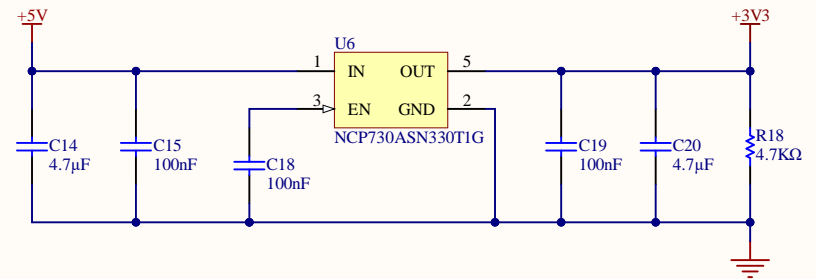 +5V
+3V3
U6
1
IN
OUT
5
3
EN
GND
2
NCP730ASN330T1G
C14
4.7µF
C15
100nF
C18
100nF
C19
100nF
C20
4.7µF
R18
4.7KΩ